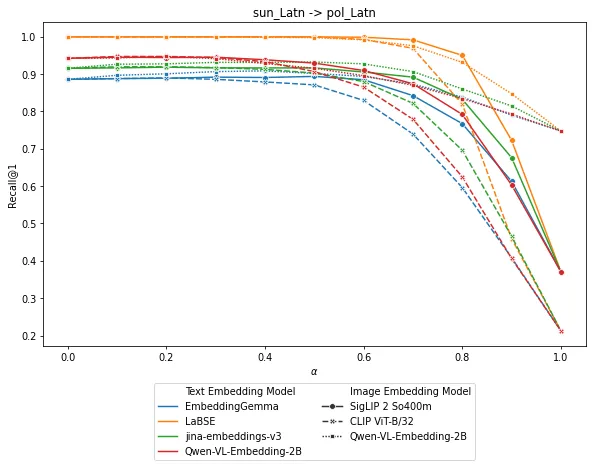 sun_Latn -> pol_Latn
Recall@1
1.0
0.9
0.8
0.7
0.6
0.5
0.4
0.3
0.2
0.0 0.2 0.4 0.6 0.8 1.0
α
Text Embedding Model Image Embedding Model
EmbeddingGemma SigLIP 2 So400m
LaBSE CLIP ViT-B/32
jina-embeddings-v3 Qwen-VL-Embedding-2B
Qwen-VL-Embedding-2B